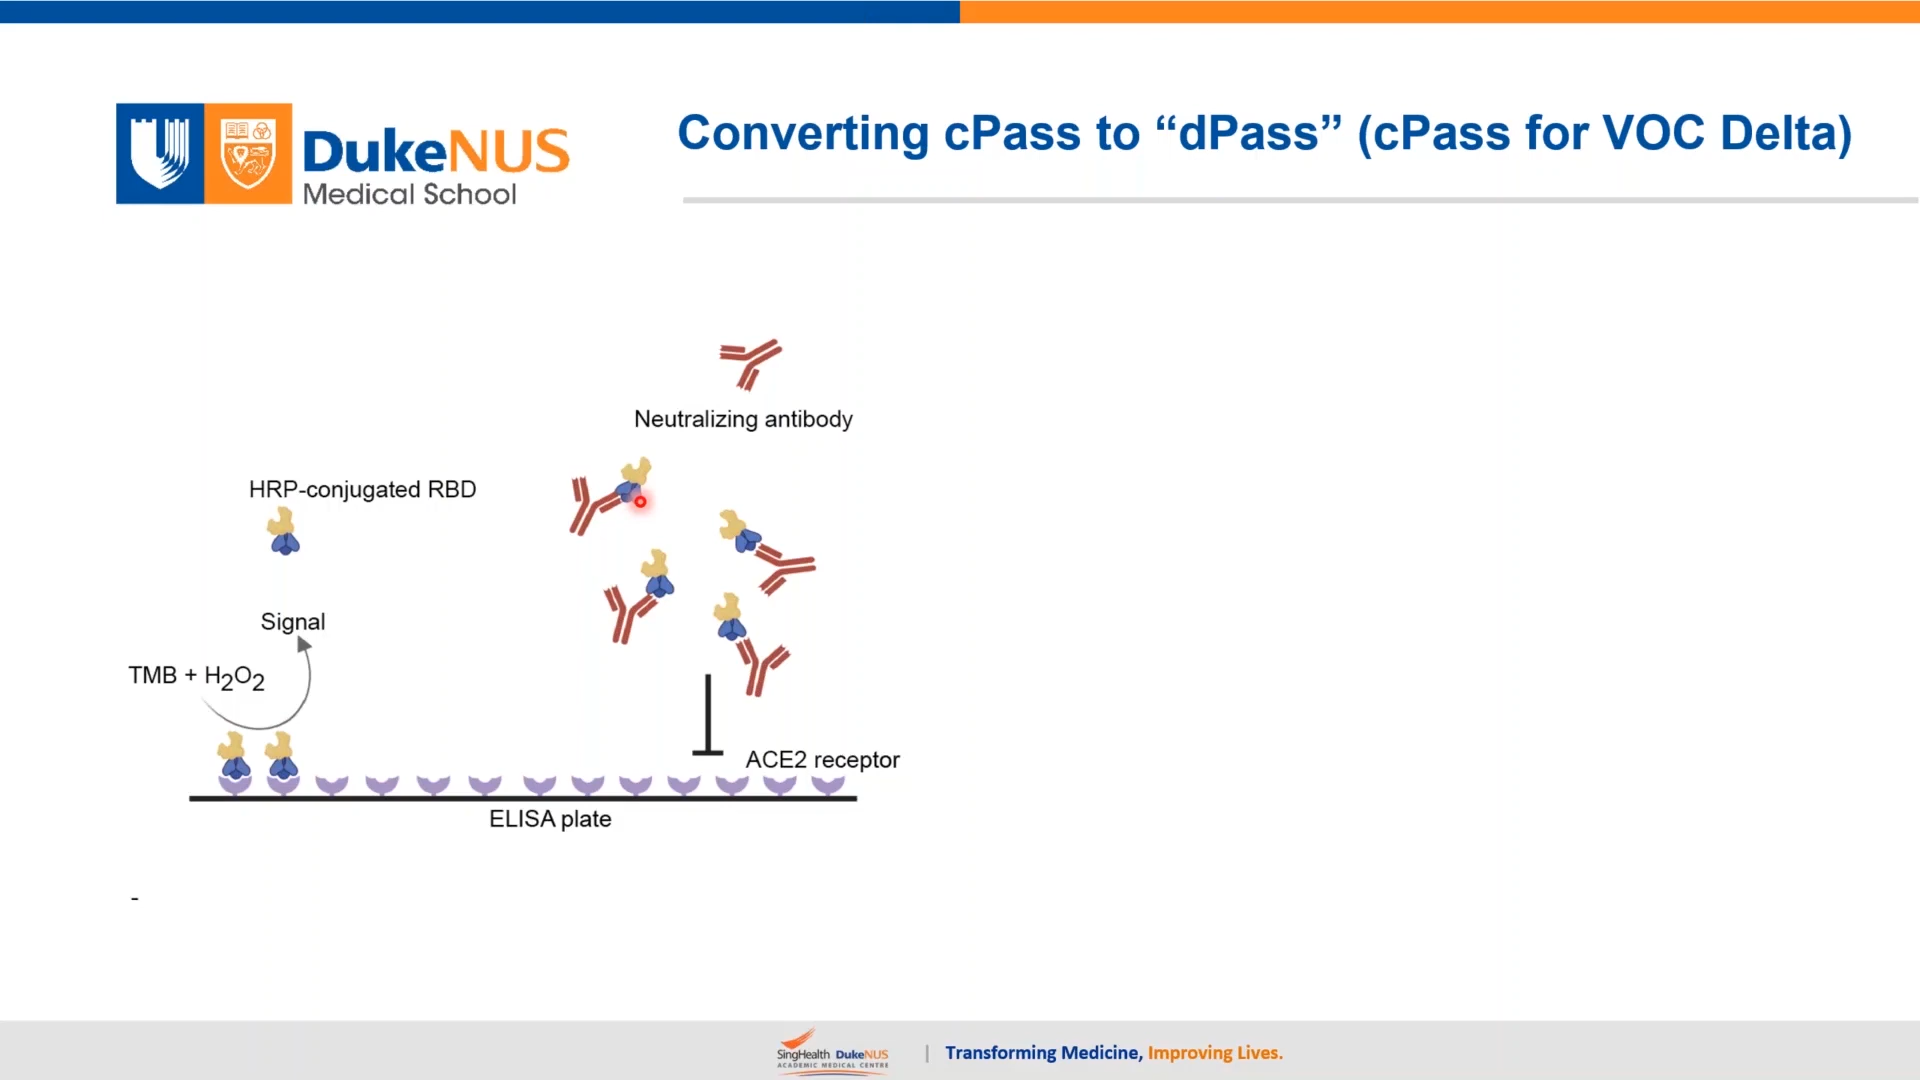 DukeNUS
Medical School
Converting cPass to “dPass” (cPass for VOC Delta)
Neutralizing antibody
HRP-conjugated RBD
Signal
TMB + H₂O₂
ACE2 receptor
ELISA plate
-
SingHealth DukeNUS
ACADEMIC MEDICAL CENTRE
| Transforming Medicine, Improving Lives.